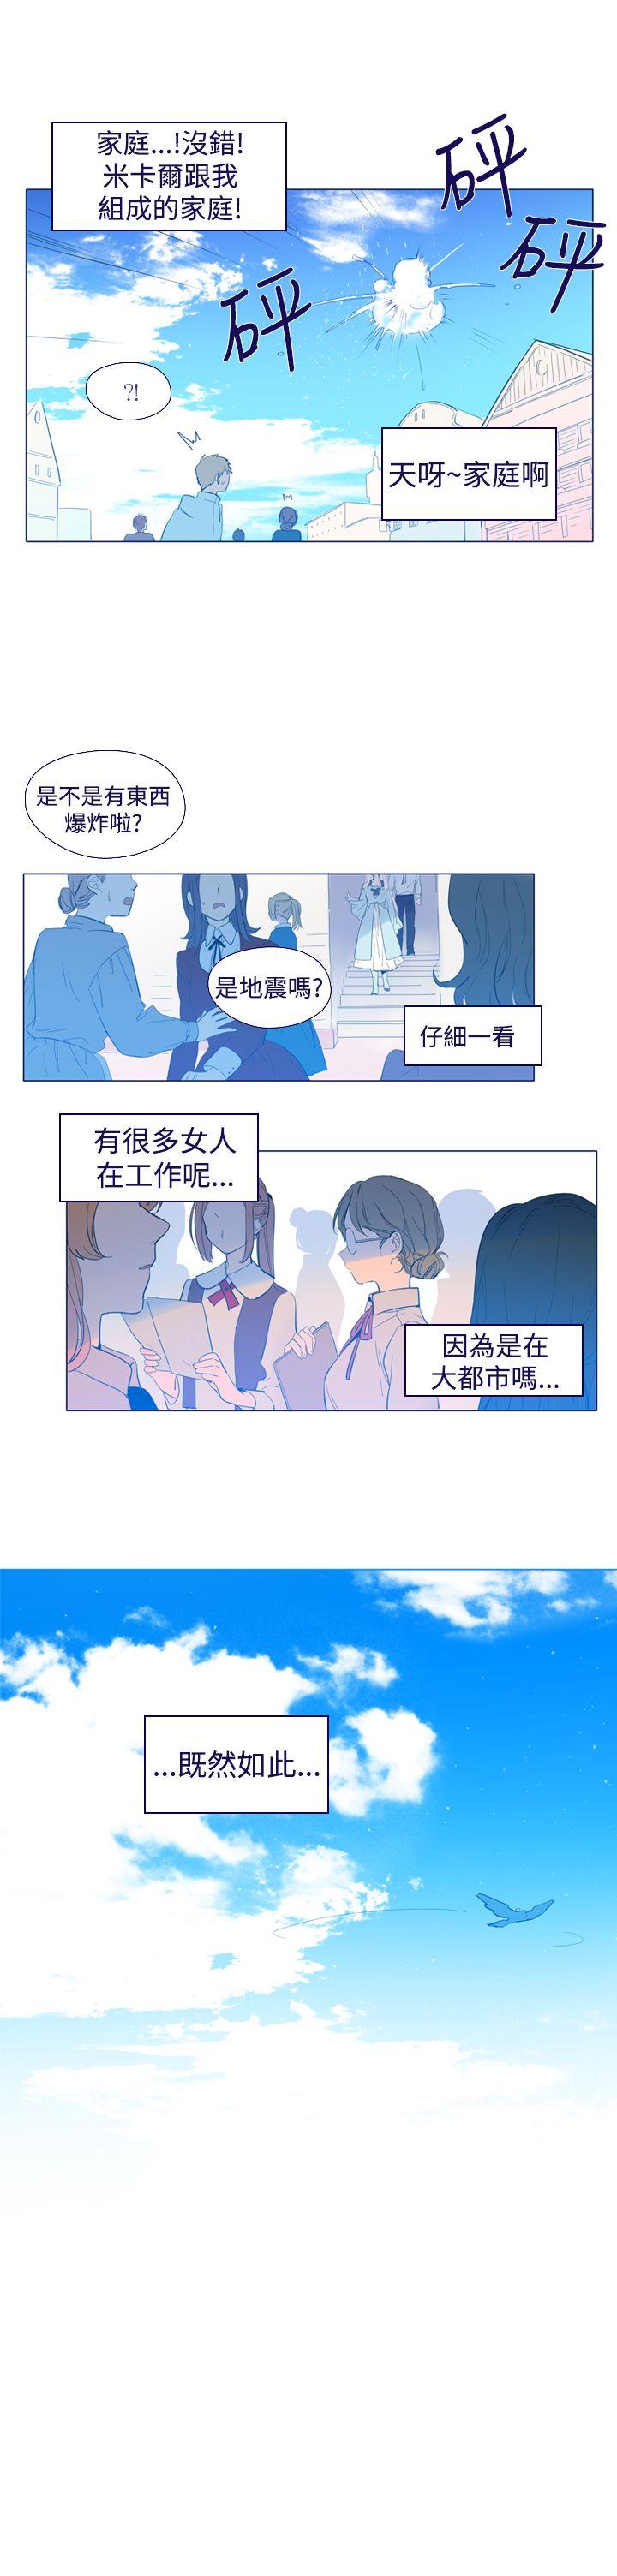 家庭...!沒錯!
米卡爾跟我
組成的家庭!
砰
砰
砰
?!
天呀~家庭啊
是不是有東西
爆炸啦?
是地震嗎?
仔細一看
有很多女人
在工作呢...
因為是在
大都市嗎...
...既然如此...